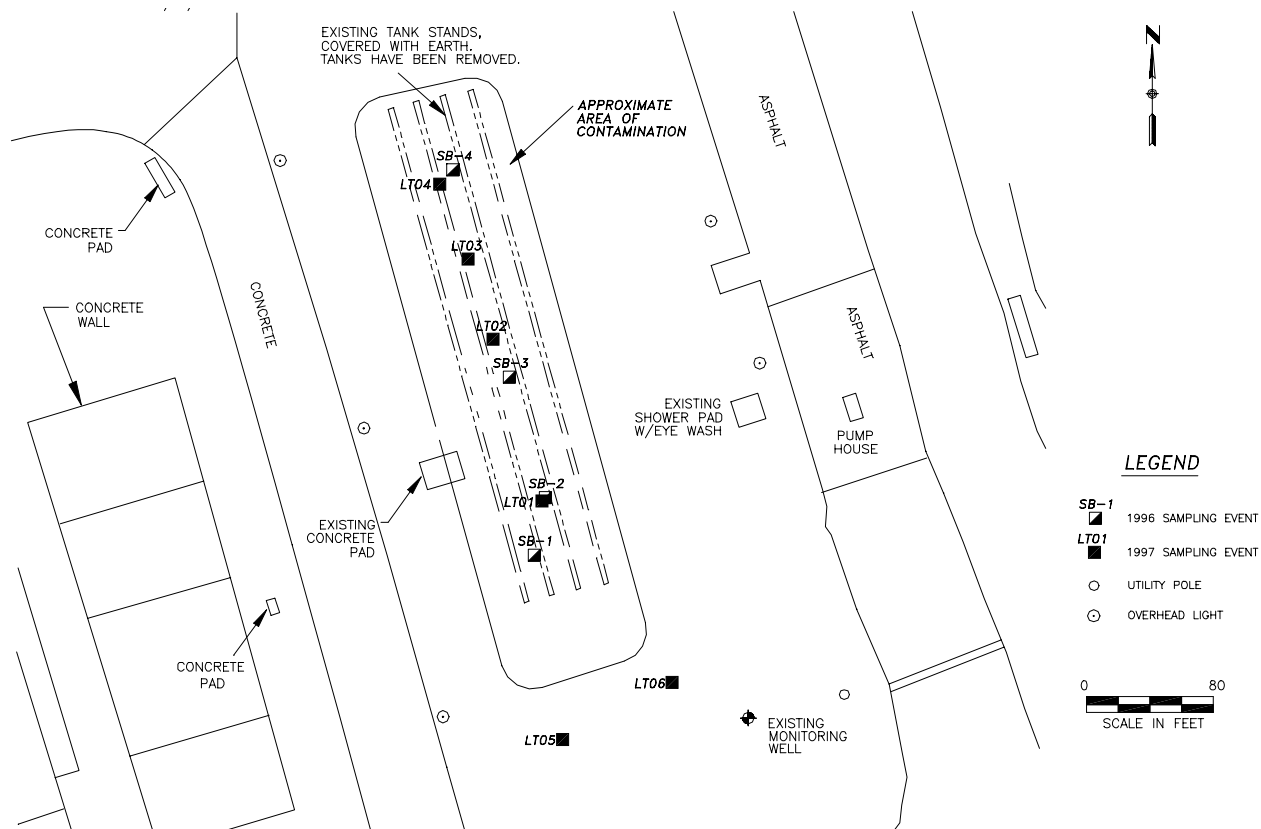 EXISTING TANK STANDS,
COVERED WITH EARTH.
TANKS HAVE BEEN REMOVED.
N
APPROXIMATE
AREA OF
CONTAMINATION
ASPHALT
SB-4
LT04
CONCRETE
PAD
LT03
CONCRETE
WALL
CONCRETE
LT02
ASPHALT
SB-3
EXISTING
SHOWER PAD
W/EYE WASH
PUMP
HOUSE
SB-2
LT01
EXISTING
CONCRETE
PAD
SB-1
CONCRETE
PAD
LT06
LT05
EXISTING
MONITORING
WELL
LEGEND
SB-1
1996 SAMPLING EVENT
LT01
1997 SAMPLING EVENT
UTILITY POLE
OVERHEAD LIGHT
0 80
SCALE IN FEET